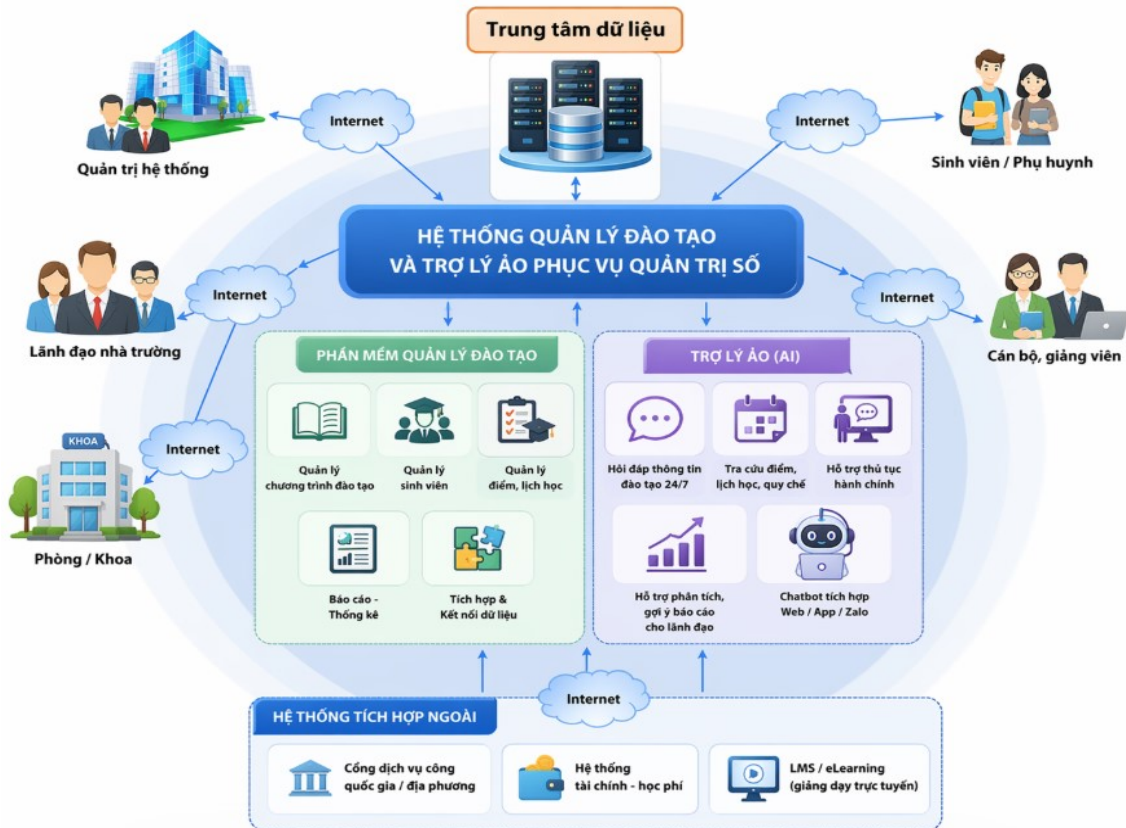 Trung tâm dữ liệu
Internet
Internet
Quản trị hệ thống
Sinh viên / Phụ huynh
HỆ THỐNG QUẢN LÝ ĐÀO TẠO
VÀ TRỢ LÝ ẢO PHỤC VỤ QUẢN TRỊ SỐ
Internet
Internet
Lãnh đạo nhà trường
Cán bộ, giảng viên
PHẦN MỀM QUẢN LÝ ĐÀO TẠO
Quản lý
chương trình đào tạo
Quản lý
sinh viên
Quản lý
điểm, lịch học
Báo cáo -
Thống kê
Tích hợp &
Kết nối dữ liệu
TRỢ LÝ ẢO (AI)
Hỏi đáp thông tin
đào tạo 24/7
Tra cứu điểm,
lịch học, quy chế
Hỗ trợ thủ tục
hành chính
Hỗ trợ phân tích,
gợi ý báo cáo
cho lãnh đạo
Chatbot tích hợp
Web / App / Zalo
KHOA
Internet
Phòng / Khoa
Internet
HỆ THỐNG TÍCH HỢP NGOÀI
Cổng dịch vụ công
quốc gia / địa phương
Hệ thống
tài chính - học phí
LMS / eLearning
(giảng dạy trực tuyến)